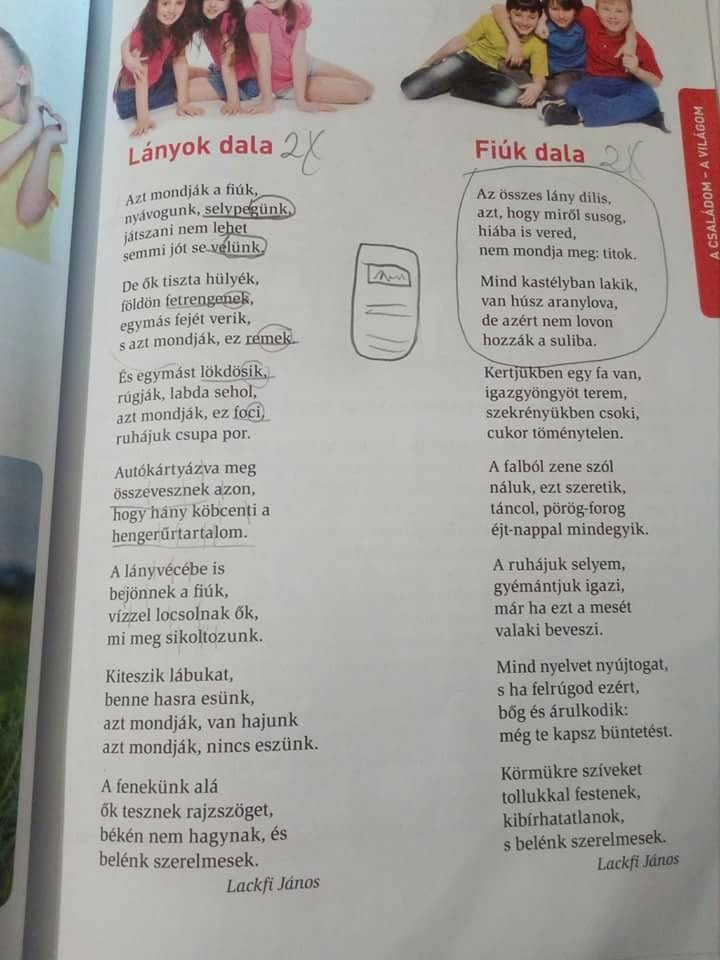 Lányok dala 2x
Azt mondják a fiúk,
nyávogunk, selypegünk,
játszani nem lehet
semmi jót se velünk.
De ők tiszta hülyék,
földön fetrengenek,
egymás fejét verik,
s azt mondják, ez remek.
És egymást lökdösik,
rúgják, labda sehol,
azt mondják, ez foci,
ruhájuk csupa por.
Autókártyázva meg
összevesznek azon,
hogy hány köbcenti a
hengerűrtartalom.
A lányvécébe is
bejönnek a fiúk,
vízzel locsolnak ők,
mi meg sikoltozunk.
Kiteszik lábukat,
benne hasra esünk,
azt mondják, van hajunk
azt mondják, nincs eszünk.
A fenekünk alá
ők tesznek rajzszöget,
békén nem hagynak, és
belénk szerelmesek.
Lackfi János
Fiúk dala 2x
Az összes lány dilis,
azt, hogy miről susog,
hiába is vered,
nem mondja meg: titok.
Mind kastélyban lakik,
van húsz aranylova,
de azért nem lovon
hozzák a suliba.
Kertjükben egy fa van,
igazgyöngyöt terem,
szekrényükben csoki,
cukor töménytelen.
A falból zene szól
náluk, ezt szeretik,
táncol, pörög-forog
éjt-nappal mindegyik.
A ruhájuk selyem,
gyémántjuk igazi,
már ha ezt a mesét
valaki beveszi.
Mind nyelvet nyújtogat,
s ha felrúgod ezért,
bőg és árulkodik:
még te kapsz büntetést.
Körmükre szíveket
tollukkal festenek,
kibírhatatlanok,
s belénk szerelmesek.
Lackfi János
A CSALÁDOM – A VILÁGOM